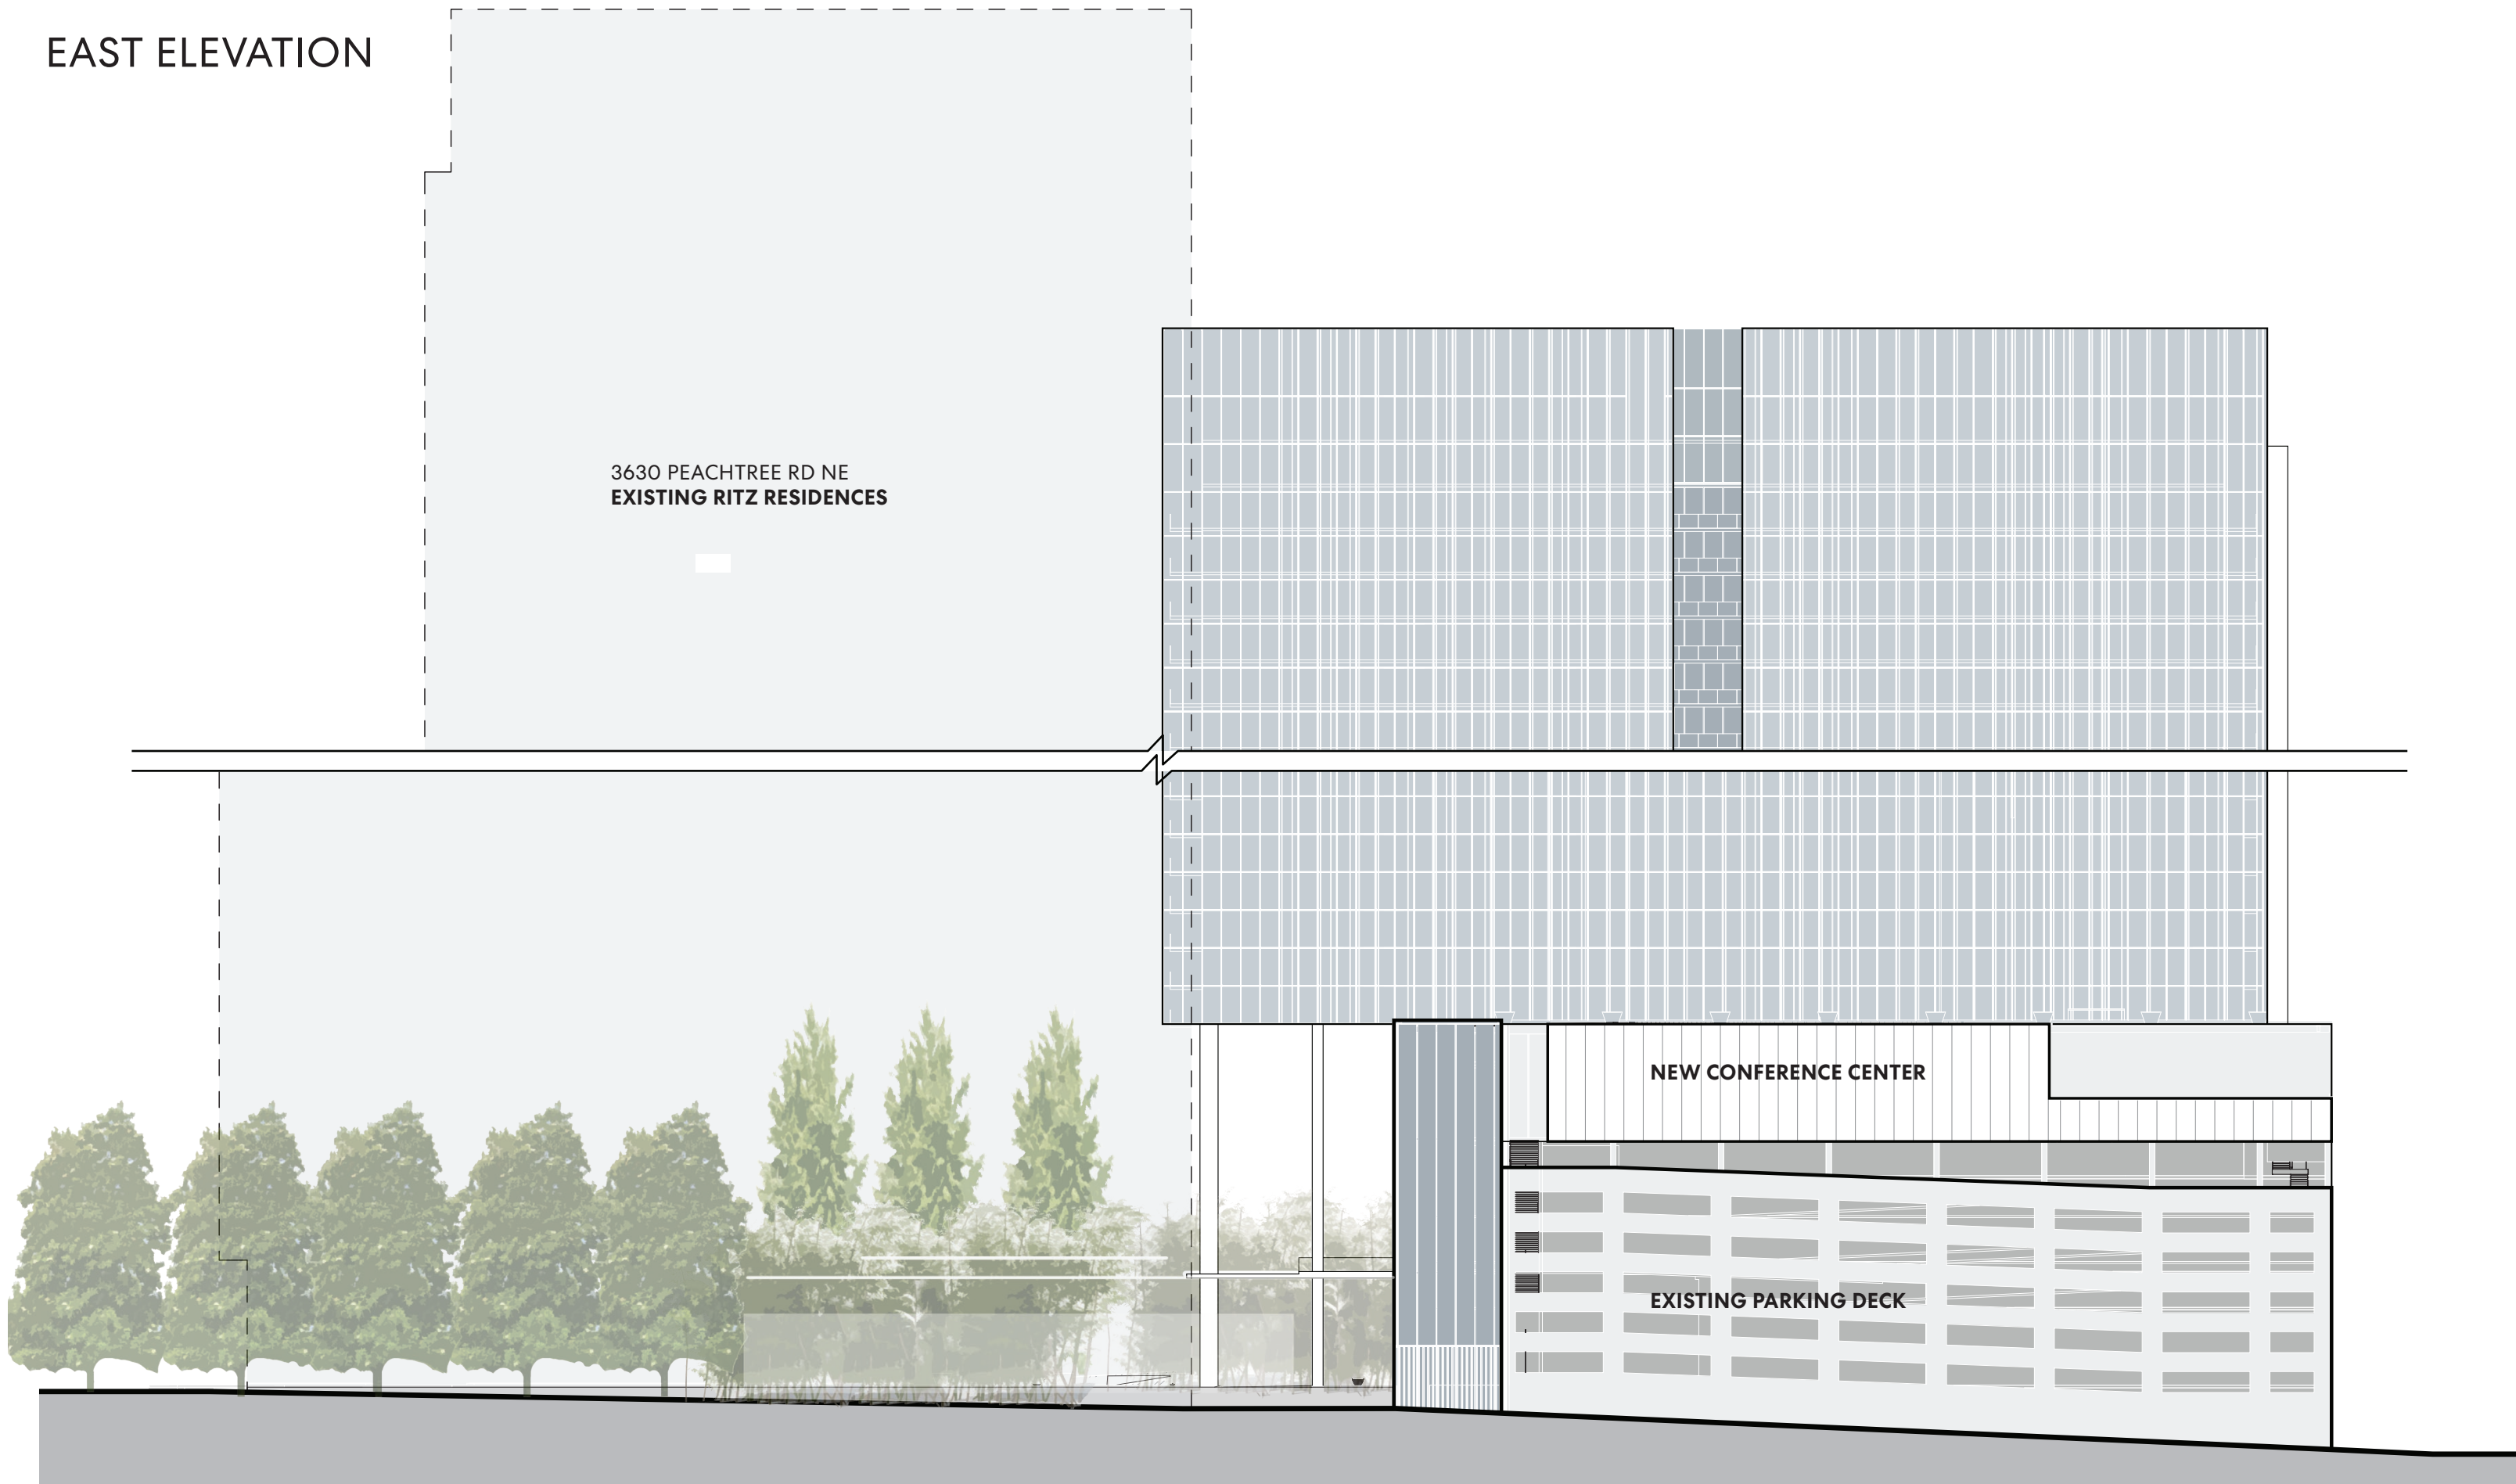 EAST ELEVATION
3630 PEACHTREE RD NE
EXISTING RITZ RESIDENCES
NEW CONFERENCE CENTER
EXISTING PARKING DECK